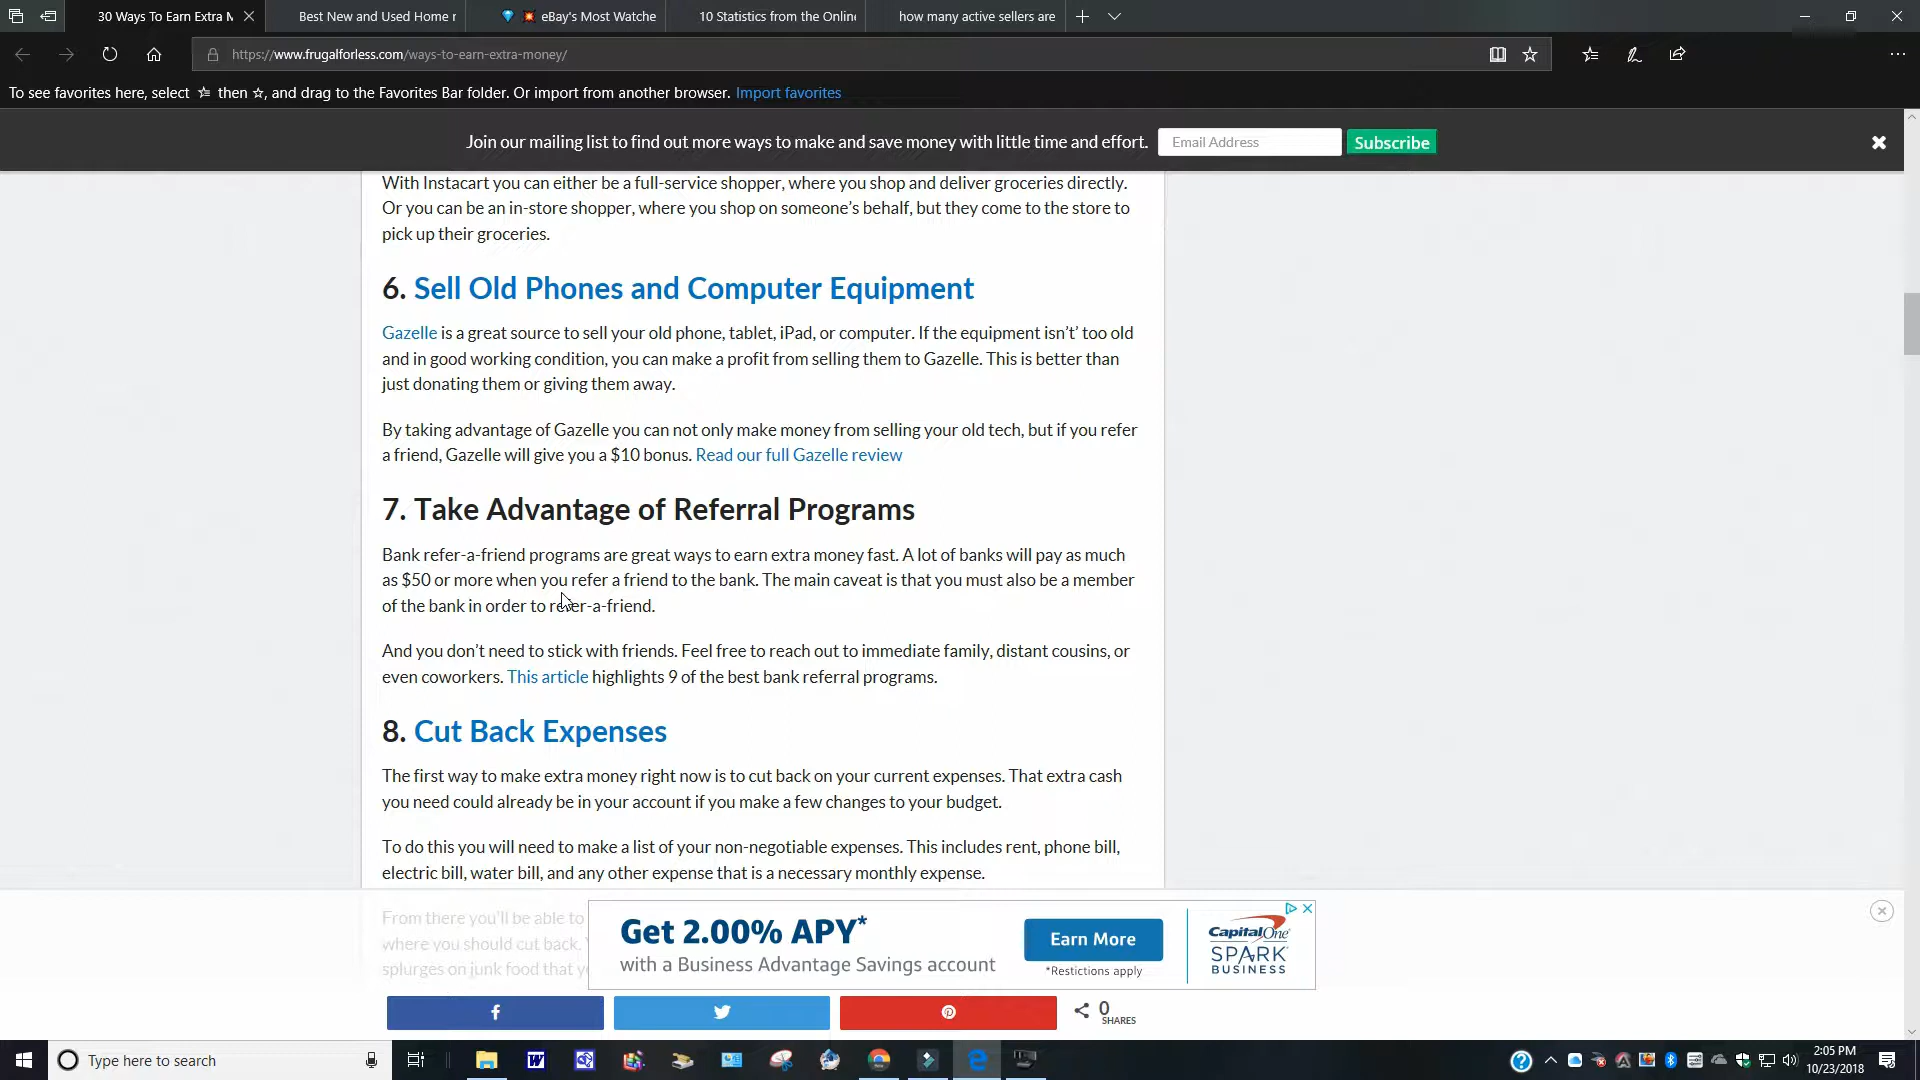 30 Ways To Earn Extra M
Best New and Used Home r
eBay's Most Watche
10 Statistics from the Online
how many active sellers are
https://www.frugalforless.com/ways-to-earn-extra-money/
To see favorites here, select ☆ then ☆, and drag to the Favorites Bar folder. Or import from another browser. Import favorites
Join our mailing list to find out more ways to make and save money with little time and effort. Email Address Subscribe
With Instacart you can either be a full-service shopper, where you shop and deliver groceries directly.
Or you can be an in-store shopper, where you shop on someone's behalf, but they come to the store to
pick up their groceries.
6. Sell Old Phones and Computer Equipment
Gazelle is a great source to sell your old phone, tablet, iPad, or computer. If the equipment isn't' too old
and in good working condition, you can make a profit from selling them to Gazelle. This is better than
just donating them or giving them away.
By taking advantage of Gazelle you can not only make money from selling your old tech, but if you refer
a friend, Gazelle will give you a $10 bonus. Read our full Gazelle review
7. Take Advantage of Referral Programs
Bank refer-a-friend programs are great ways to earn extra money fast. A lot of banks will pay as much
as $50 or more when you refer a friend to the bank. The main caveat is that you must also be a member
of the bank in order to refer-a-friend.
And you don't need to stick with friends. Feel free to reach out to immediate family, distant cousins, or
even coworkers. This article highlights 9 of the best bank referral programs.
8. Cut Back Expenses
The first way to make extra money right now is to cut back on your current expenses. That extra cash
you need could already be in your account if you make a few changes to your budget.
To do this you will need to make a list of your non-negotiable expenses. This includes rent, phone bill,
electric bill, water bill, and any other expense that is a necessary monthly expense.
From there you'll be able to
where you should cut back.
splurges on junk food that
Get 2.00% APY*
with a Business Advantage Savings account
Earn More
*Restictions apply
CapitalOne
SPARK
BUSINESS
0
SHARES
Type here to search
2:05 PM
10/23/2018